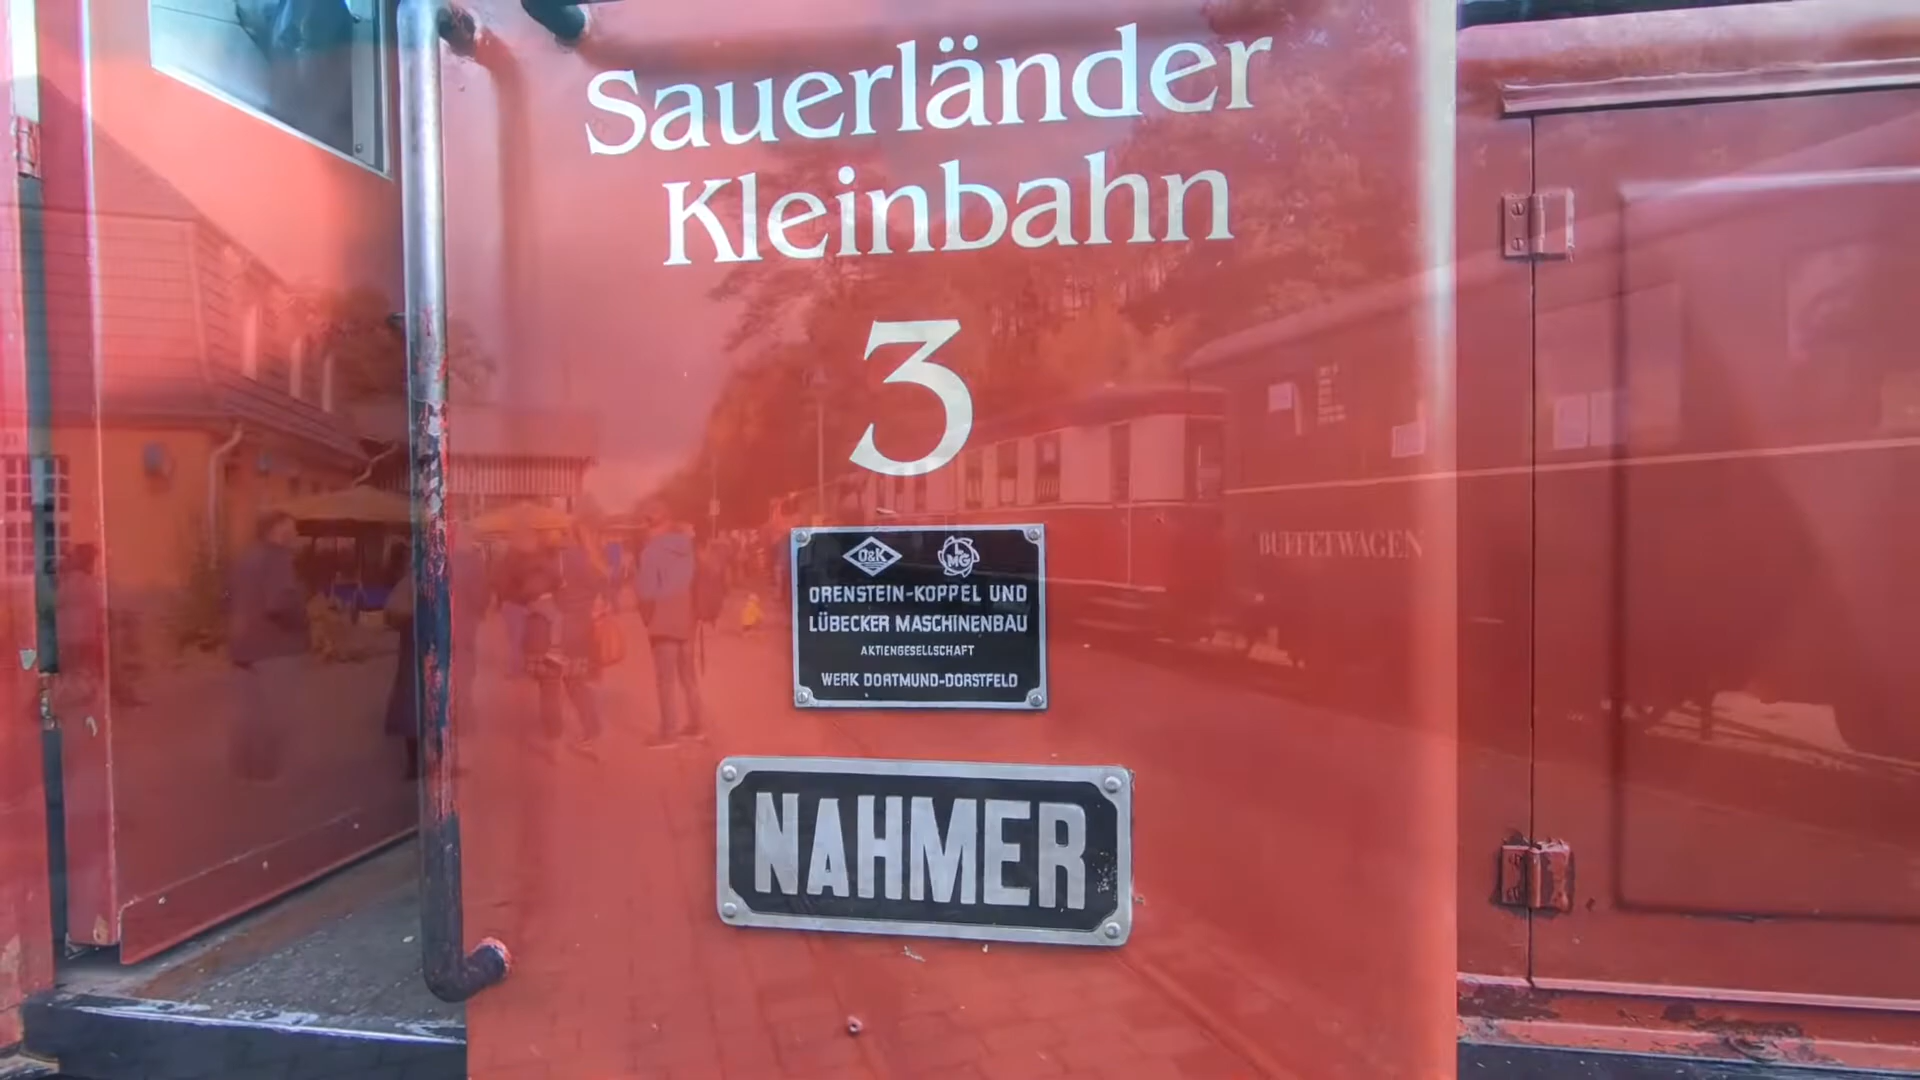 Sauerländer
Kleinbahn
3
O&K LMG
ORENSTEIN-KOPPEL UND
LÜBECKER MASCHINENBAU
AKTIENGESELLSCHAFT
WERK DORTMUND-DORSTFELD
BUFFETWAGEN
NAHMER